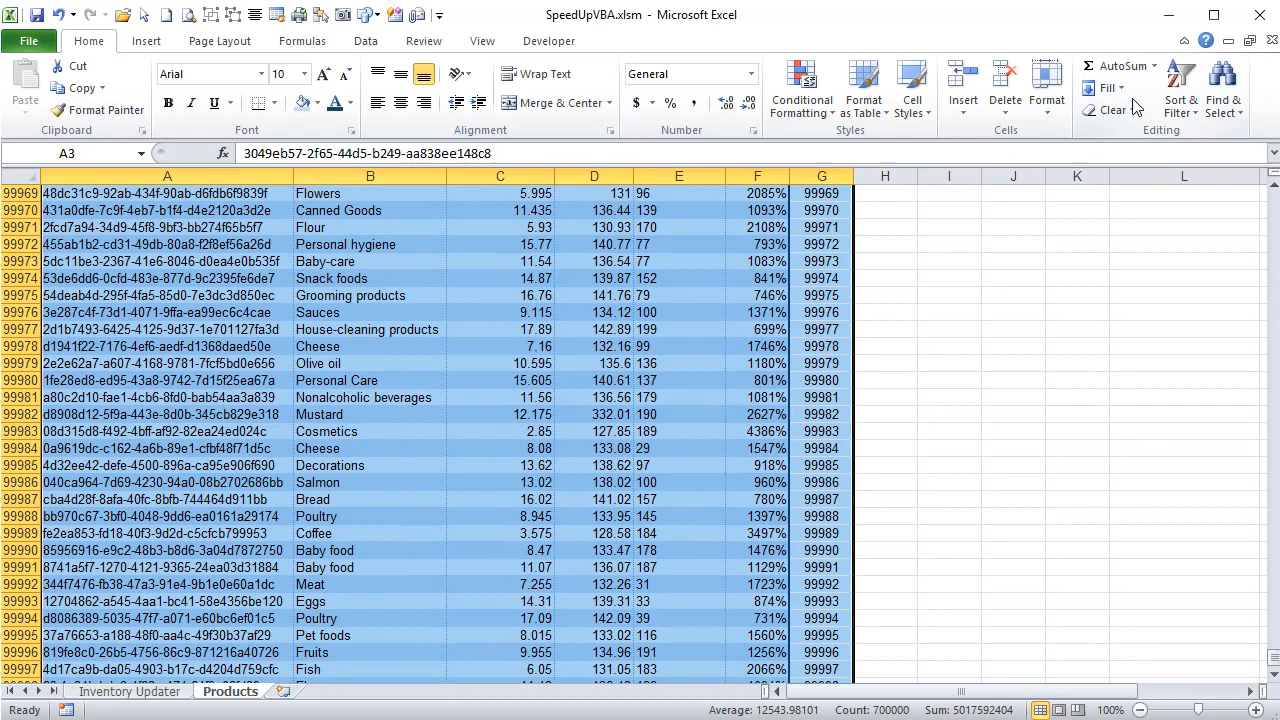 SpeedUpVBA.xlsm - Microsoft Excel
File Home Insert Page Layout Formulas Data Review View Developer
Cut Arial 10 Wrap Text General AutoSum
Paste Copy Fill
Format Painter Merge & Center $ % , Conditional Formatting Format as Table Cell Styles Insert Delete Format Clear Sort & Filter Find & Select
Clipboard Font Alignment Number Styles Cells Editing
A3 fx 3049eb57-2f65-44d5-b249-aa838ee148c8
A B C D E F G H I J K L
99969 48dc31c9-92ab-434f-90ab-d6fdb6f9839f Flowers 5.995 131 96 2085% 99969
99970 431a0dfe-7c9f-4eb7-b1f4-d4e2120a3d2e Canned Goods 11.435 136.44 139 1093% 99970
99971 2fcd7a94-34d9-45f8-9bf3-bb274f65b5f7 Flour 5.93 130.93 170 2108% 99971
99972 455ab1b2-cd31-49db-80a8-f2f8ef56a26d Personal hygiene 15.77 140.77 77 793% 99972
99973 5dc11be3-2367-41e6-8046-d0ea4e0b535f Baby-care 11.54 136.54 77 1083% 99973
99974 53de6dd6-0cfd-483e-877d-9c2395fe6de7 Snack foods 14.87 139.87 152 841% 99974
99975 54deab4d-295f-4fa5-85d0-7e3dc3d850ec Grooming products 16.76 141.76 79 746% 99975
99976 3e287c4f-73d1-4071-9ffa-ea99ec6c4cae Sauces 9.115 134.12 100 1371% 99976
99977 2d1b7493-6425-4125-9d37-1e701127fa3d House-cleaning products 17.89 142.89 199 699% 99977
99978 d1941f22-7176-4ef6-aedf-d1368daed50e Cheese 7.16 132.16 99 1746% 99978
99979 2e2e62a7-a607-4168-9781-7fcf5bd0e656 Olive oil 10.595 135.6 136 1180% 99979
99980 1fe28ed8-ed95-43a8-9742-7d15f25ea67a Personal Care 15.605 140.61 137 801% 99980
99981 a80c2d10-fae1-4cb6-8fd0-bad37f4b9af1 Nonalcoholic beverages 11.56 136.56 179 1081% 99981
99982 d8908d12-5f9a-443e-8d0b-345cb829e318 Mustard 12.175 332.01 190 2627% 99982
99983 08d315d8-f492-4bff-af92-82ea24ed024c Cosmetics 2.85 127.85 189 4386% 99983
99984 0a9619dc-c162-4a6b-89e1-cfbf48f71d5c Cheese 8.08 133.08 29 1547% 99984
99985 4d32ee42-defe-4500-896a-ca95e906f690 Decorations 13.62 138.62 97 918% 99985
99986 040ca964-7d69-4230-94a0-08b2702686bb Salmon 13.02 138.02 100 960% 99986
99987 cba4d28f-8afa-40fc-8bfb-744464d911bb Bread 16.02 141.02 157 780% 99987
99988 bb970c67-3bf0-4048-9dd6-ea0161a29174 Poultry 8.945 133.95 145 1397% 99988
99989 fe2ea853-fd18-40f3-9d2d-c5cfcb799953 Coffee 3.575 128.58 184 3497% 99989
99990 85956916-e9c2-48b3-b8d6-3a04d7872750 Baby food 8.47 133.47 178 1476% 99990
99991 8741a5f7-1270-4121-9365-21aed3d31881 Baby food 11.07 136.07 187 1129% 99991
99992 344f7476-fb38-47a3-91e4-9b1e0e60a1dc Meat 7.255 132.26 31 1723% 99992
99993 12704862-a545-4aa1-bc41-58e4356be120 Eggs 14.31 139.31 33 874% 99993
99994 d8086389-5035-47f7-a071-e60bc6ef01c5 Poultry 17.09 142.09 39 731% 99994
99995 37a76653-a188-48f0-aa4c-49f30b37af29 Pet foods 8.015 133.02 116 1560% 99995
99996 819fe8c0-26b5-4756-86c9-871216a40726 Fruits 9.955 134.96 191 1256% 99996
99997 4d17ca9b-da05-4903-b17c-d4204d759cfc Fish 6.05 131.05 183 2066% 99997
Inventory Updater Products
Ready Average: 12543.98101 Count: 700000 Sum: 5017592404 100%